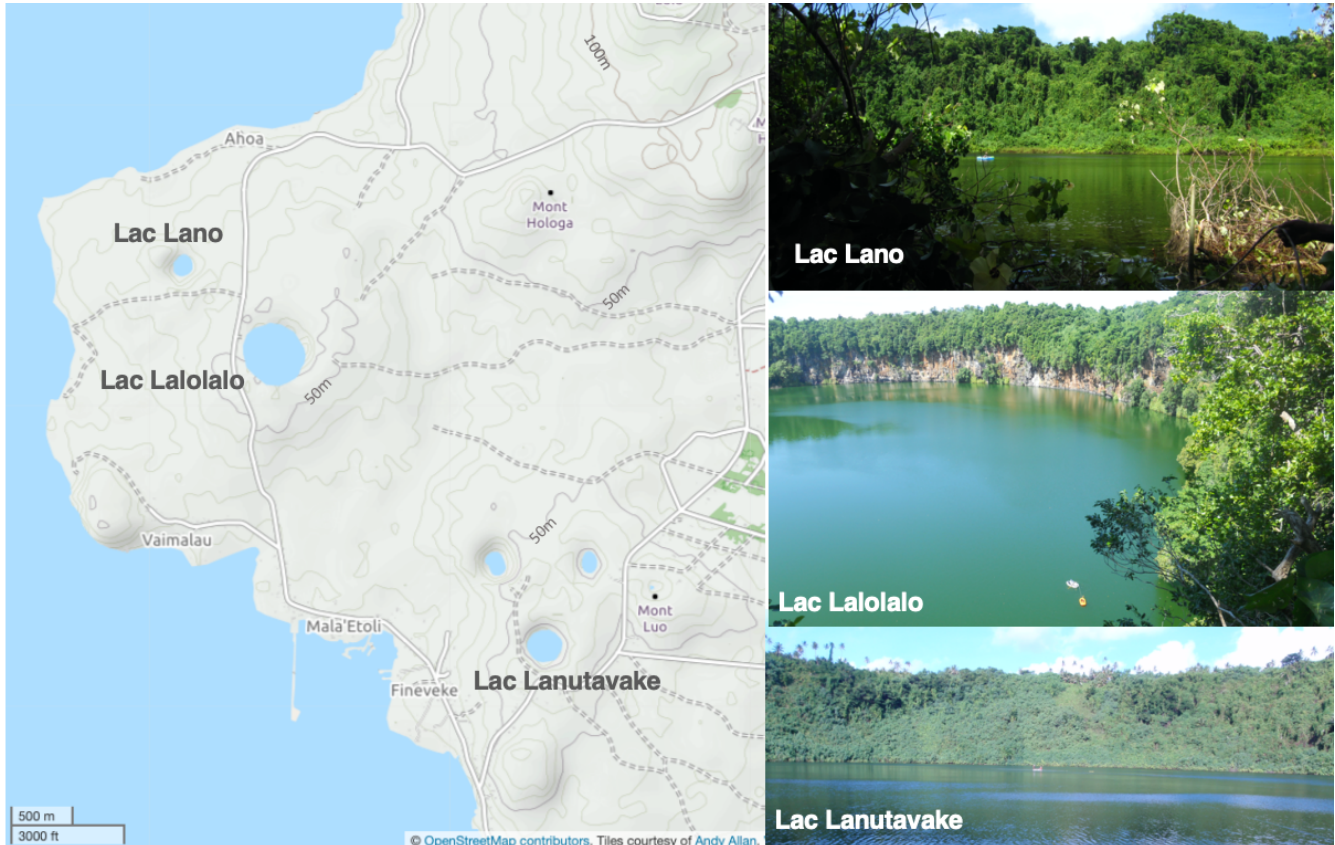 100m
Ahoa
Mont
Hologa
Lac Lano
50m
Lac Lalolalo
50m
50m
Vaimalau
Mont
Luo
Mala'Etoli
Fineveke
Lac Lanutavake
500 m
3000 ft
© OpenStreetMap contributors. Tiles courtesy of Andy Allan.
Lac Lano
Lac Lalolalo
Lac Lanutavake